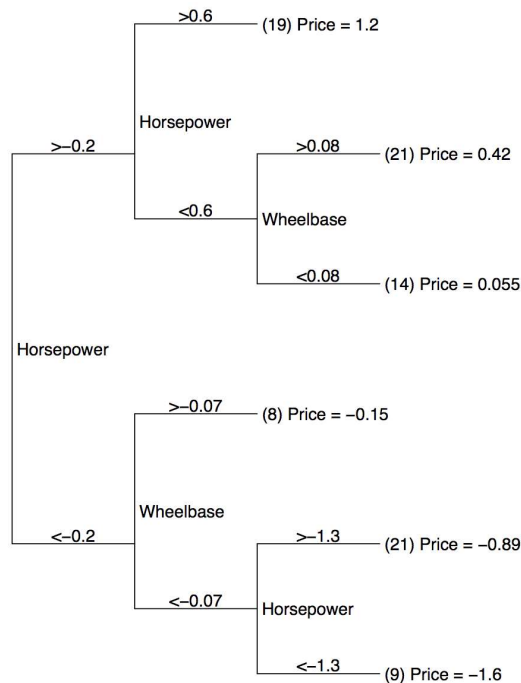 >0.6
(19) Price = 1.2
Horsepower
>−0.2
>0.08
(21) Price = 0.42
<0.6
Wheelbase
<0.08
(14) Price = 0.055
Horsepower
>−0.07
(8) Price = −0.15
Wheelbase
<−0.2
>−1.3
(21) Price = −0.89
<−0.07
Horsepower
<−1.3
(9) Price = −1.6